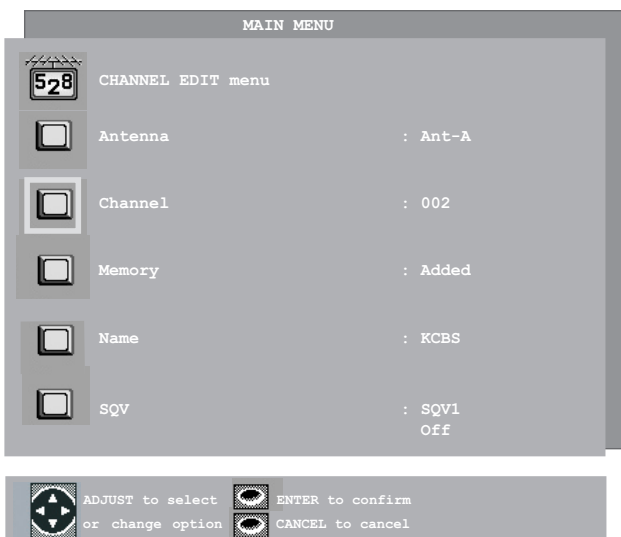 MAIN MENU
528 CHANNEL EDIT menu
Antenna : Ant-A
Channel : 002
Memory : Added
Name : KCBS
SQV : SQV1
Off
ADJUST to select ENTER to confirm
or change option CANCEL to cancel